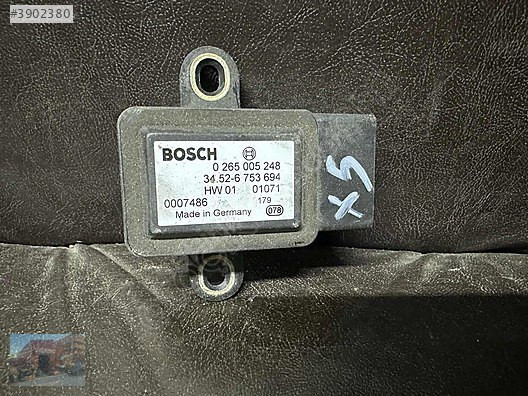 #3902380
BOSCH
0 265 005 248
34.52-6 753 694
HW 01 01071
0007486 179
Made in Germany 078
X5